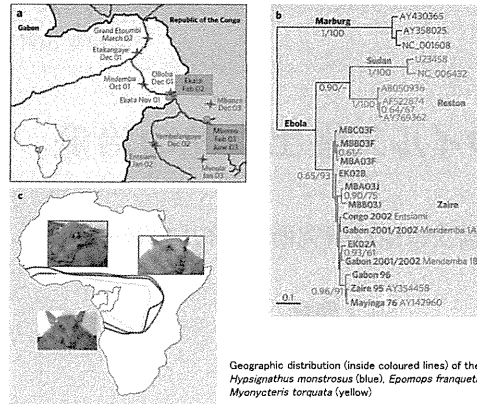 a
Gabon
Republic of the Congo
Grand Etoumbi
March 03
Etakangaye
Dec 01
Mendemba
Oct 01
Olloba
Dec 01
Ekata
Feb 02
Ekata Nov 01
Mbanza
Dec 03
Mbomo
Feb 03
June 03
Yembelangoye
Dec 02
Entsiami
Jan 02
b
Marburg
1/100
AY430365
AY358025
NC_001608
Sudan
1/100
U23458
NC_006432
0.90/-
AB050936
1/100
AF522874
Reston
0.64/67
AY769362
Ebola
MBC03F
MBB03F
0.61/-
MBA03F
EK02B
0.65/93
MBA03J
0.90/75
MBB03J
Zaire
Congo 2002 Entsiami
Gabon 2001/2002 Mendemba 1A
EK02A
0.93/61
Gabon 2001/2002 Mendemba 1B
Gabon 96
0.96/91
Zaire 95 AY354458
Mayinga 76 AY142960
0.1
c
Geographic distribution (inside coloured lines) of the
Hypsignathus monstrosus (blue), Epomops franqueti
Myonycteris torquata (yellow)